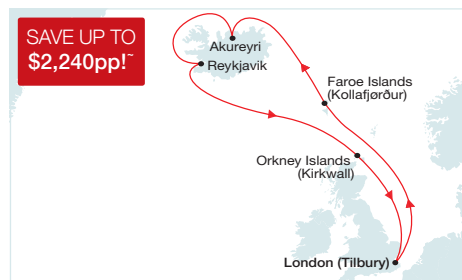 SAVE UP TO
$2,240pp!~
Akureyri
Reykjavik
Faroe Islands
(Kollafjørður)
Orkney Islands
(Kirkwall)
London (Tilbury)